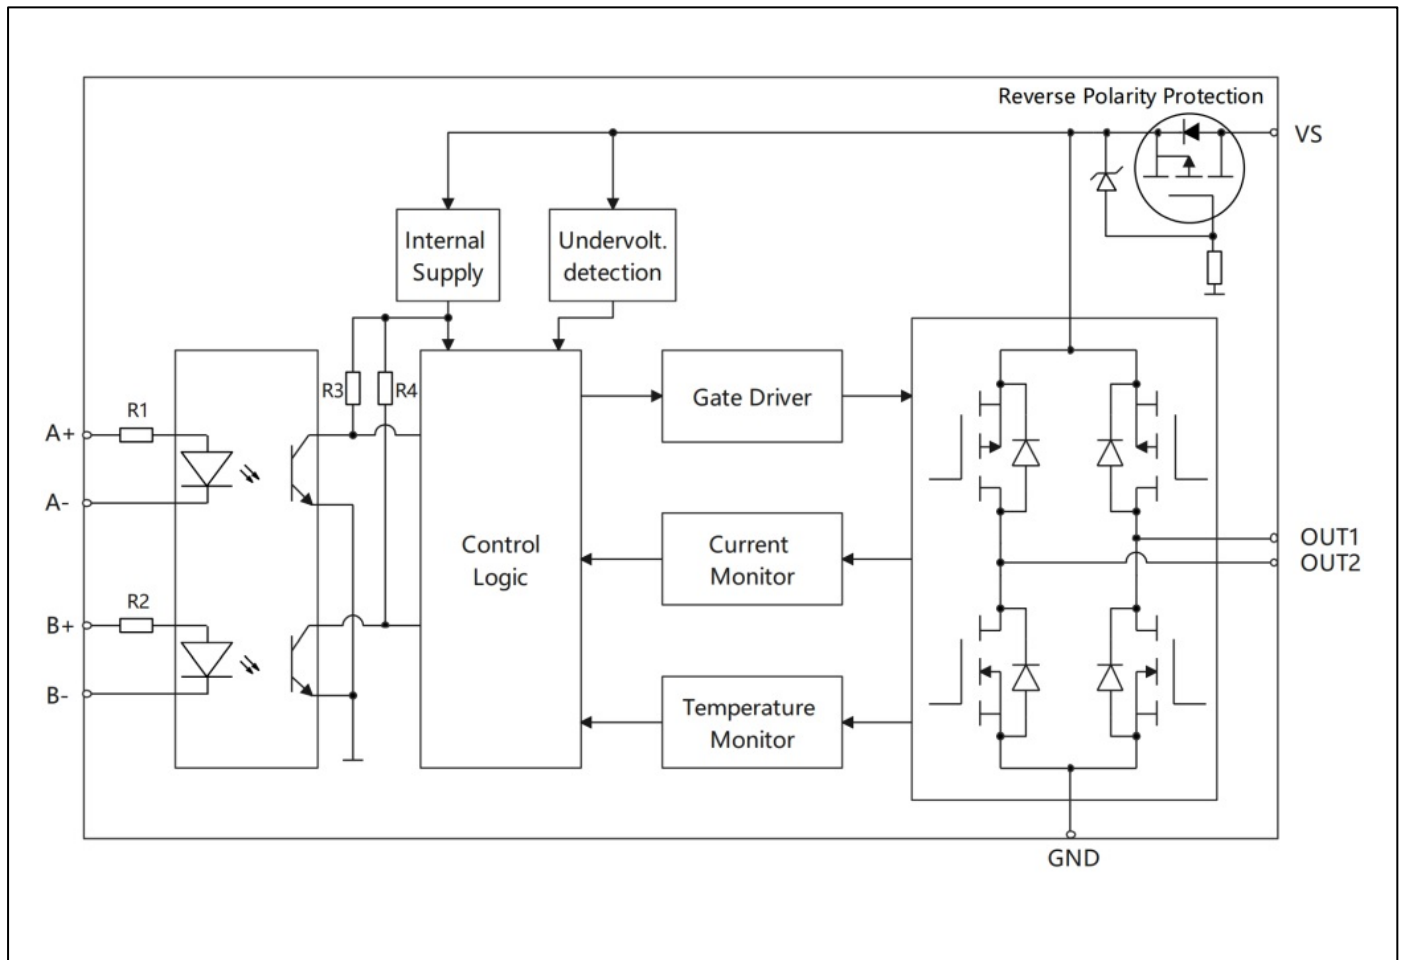 Reverse Polarity Protection
VS
Internal
Supply
Undervolt.
detection
R3
R4
Gate Driver
R1
A+
A-
Control
Logic
Current
Monitor
OUT1
OUT2
R2
B+
B-
Temperature
Monitor
GND